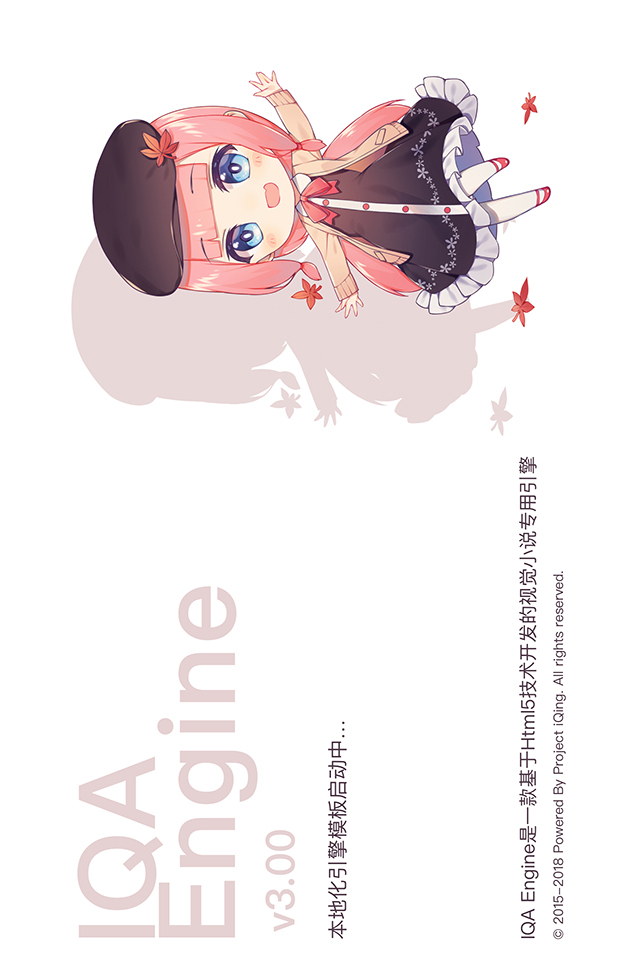 IQA
Engine
v3.00
本地化引擎模板启动中...
IQA Engine是一款基于Html5技术开发的视觉小说专用引擎
© 2015-2018 Powered By Project iQing. All rights reserved.